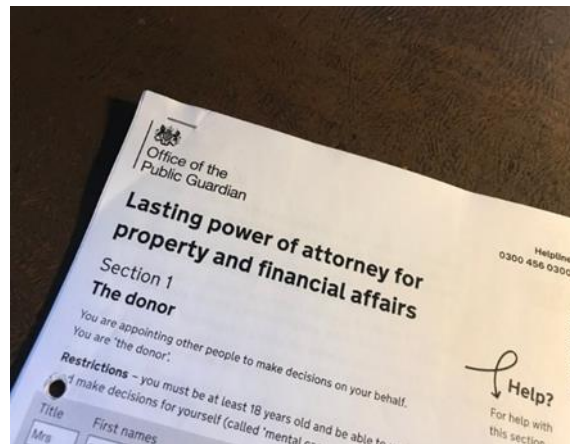 Office of the
Public Guardian
Lasting power of attorney for
property and financial affairs
Helpline
0300 456 0300
Section 1
The donor
You are appointing other people to make decisions on your behalf.
You are 'the donor'.
Restrictions – you must be at least 18 years old and be able to
make decisions for yourself (called 'mental
Help?
For help with
this section
Title
First names
Mrs